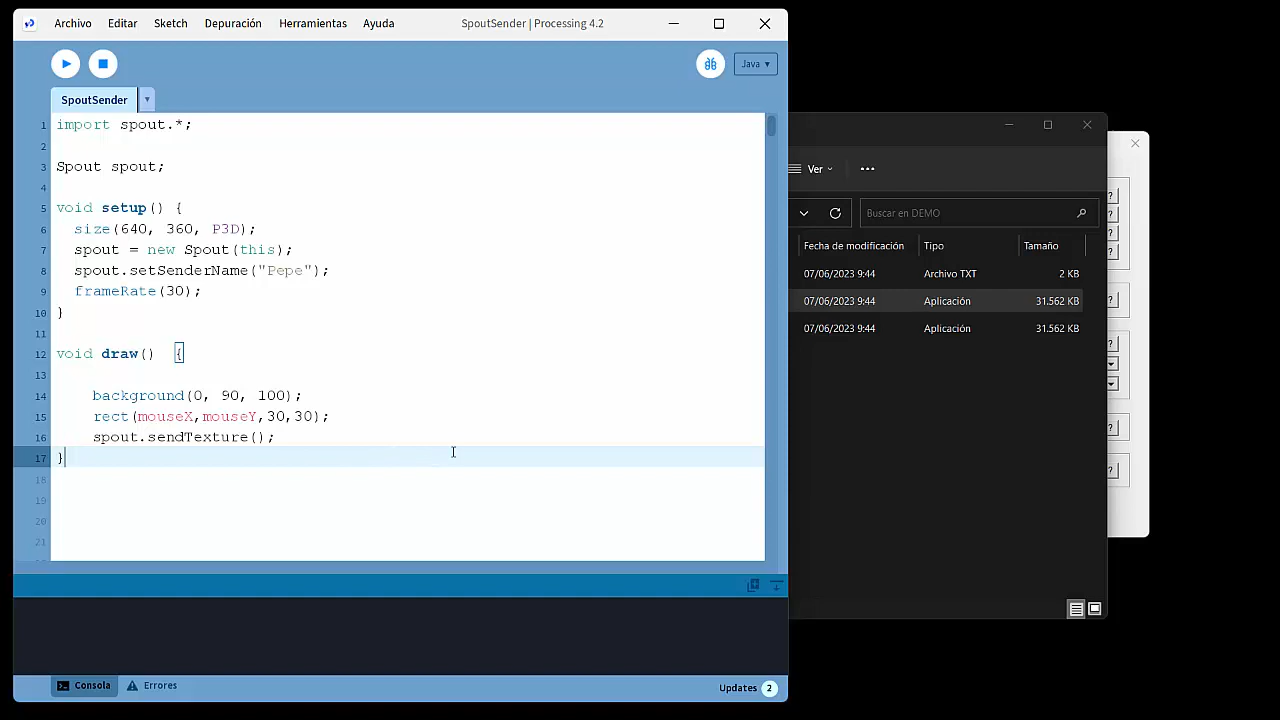 Archivo Editar Sketch Depuración Herramientas Ayuda SpoutSender | Processing 4.2
Java ▾
SpoutSender ▾
1 import spout.*;
2
3 Spout spout;
4
5 void setup() {
6 size(640, 360, P3D);
7 spout = new Spout(this);
8 spout.setSenderName("Pepe");
9 frameRate(30);
10 }
11
12 void draw()  {
13
14 background(0, 90, 100);
15 rect(mouseX,mouseY,30,30);
16 spout.sendTexture();
17 }
18
19
20
21
Consola Errores
Updates 2
Ver
Buscar en DEMO
Fecha de modificación Tipo Tamaño
07/06/2023 9:44 Archivo TXT 2 KB
07/06/2023 9:44 Aplicación 31.562 KB
07/06/2023 9:44 Aplicación 31.562 KB
?
?
?
?
?
?
?
?